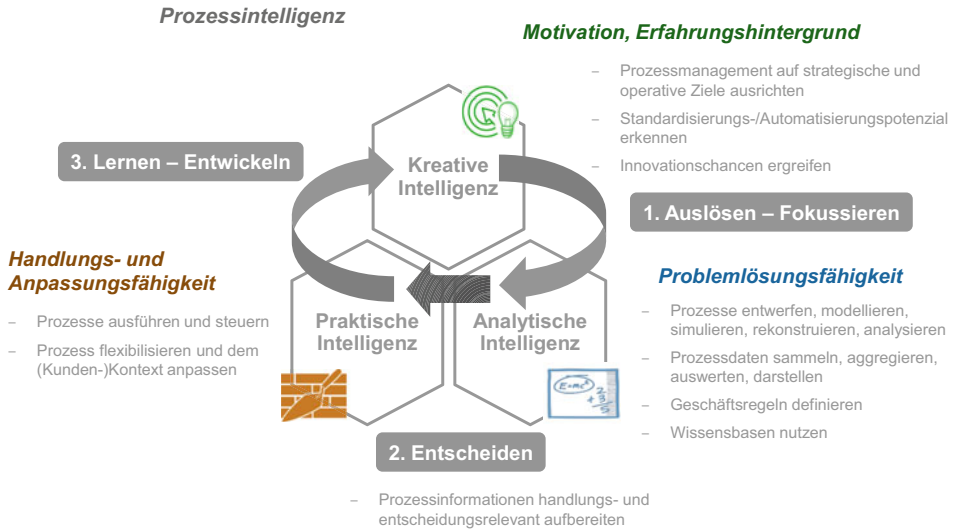 Prozessintelligenz
Motivation, Erfahrungshintergrund
– Prozessmanagement auf strategische und
operative Ziele ausrichten
– Standardisierungs-/Automatisierungspotenzial
erkennen
– Innovationschancen ergreifen
3. Lernen – Entwickeln
Kreative
Intelligenz
1. Auslösen – Fokussieren
Handlungs- und
Anpassungsfähigkeit
– Prozesse ausführen und steuern
– Prozess flexibilisieren und dem
(Kunden-)Kontext anpassen
Praktische
Intelligenz
Analytische
Intelligenz
Problemlösungsfähigkeit
– Prozesse entwerfen, modellieren,
simulieren, rekonstruieren, analysieren
– Prozessdaten sammeln, aggregieren,
auswerten, darstellen
– Geschäftsregeln definieren
– Wissensbasen nutzen
E=mc²
2. Entscheiden
– Prozessinformationen handlungs- und
entscheidungsrelevant aufbereiten